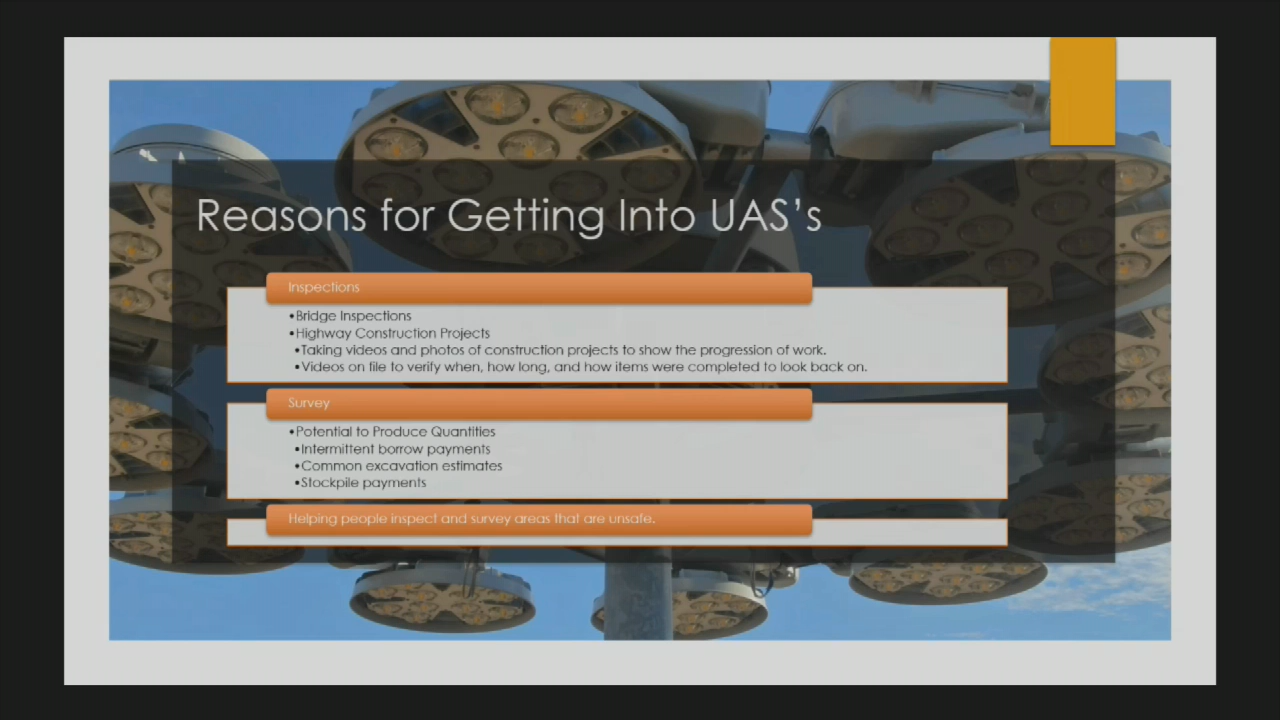 Reasons for Getting Into UAS's
Inspections
•Bridge Inspections
•Highway Construction Projects
•Taking videos and photos of construction projects to show the progression of work.
•Videos on file to verify when, how long, and how items were completed to look back on.
Survey
•Potential to Produce Quantities
•Intermittent borrow payments
•Common excavation estimates
•Stockpile payments
Helping people inspect and survey areas that are unsafe.